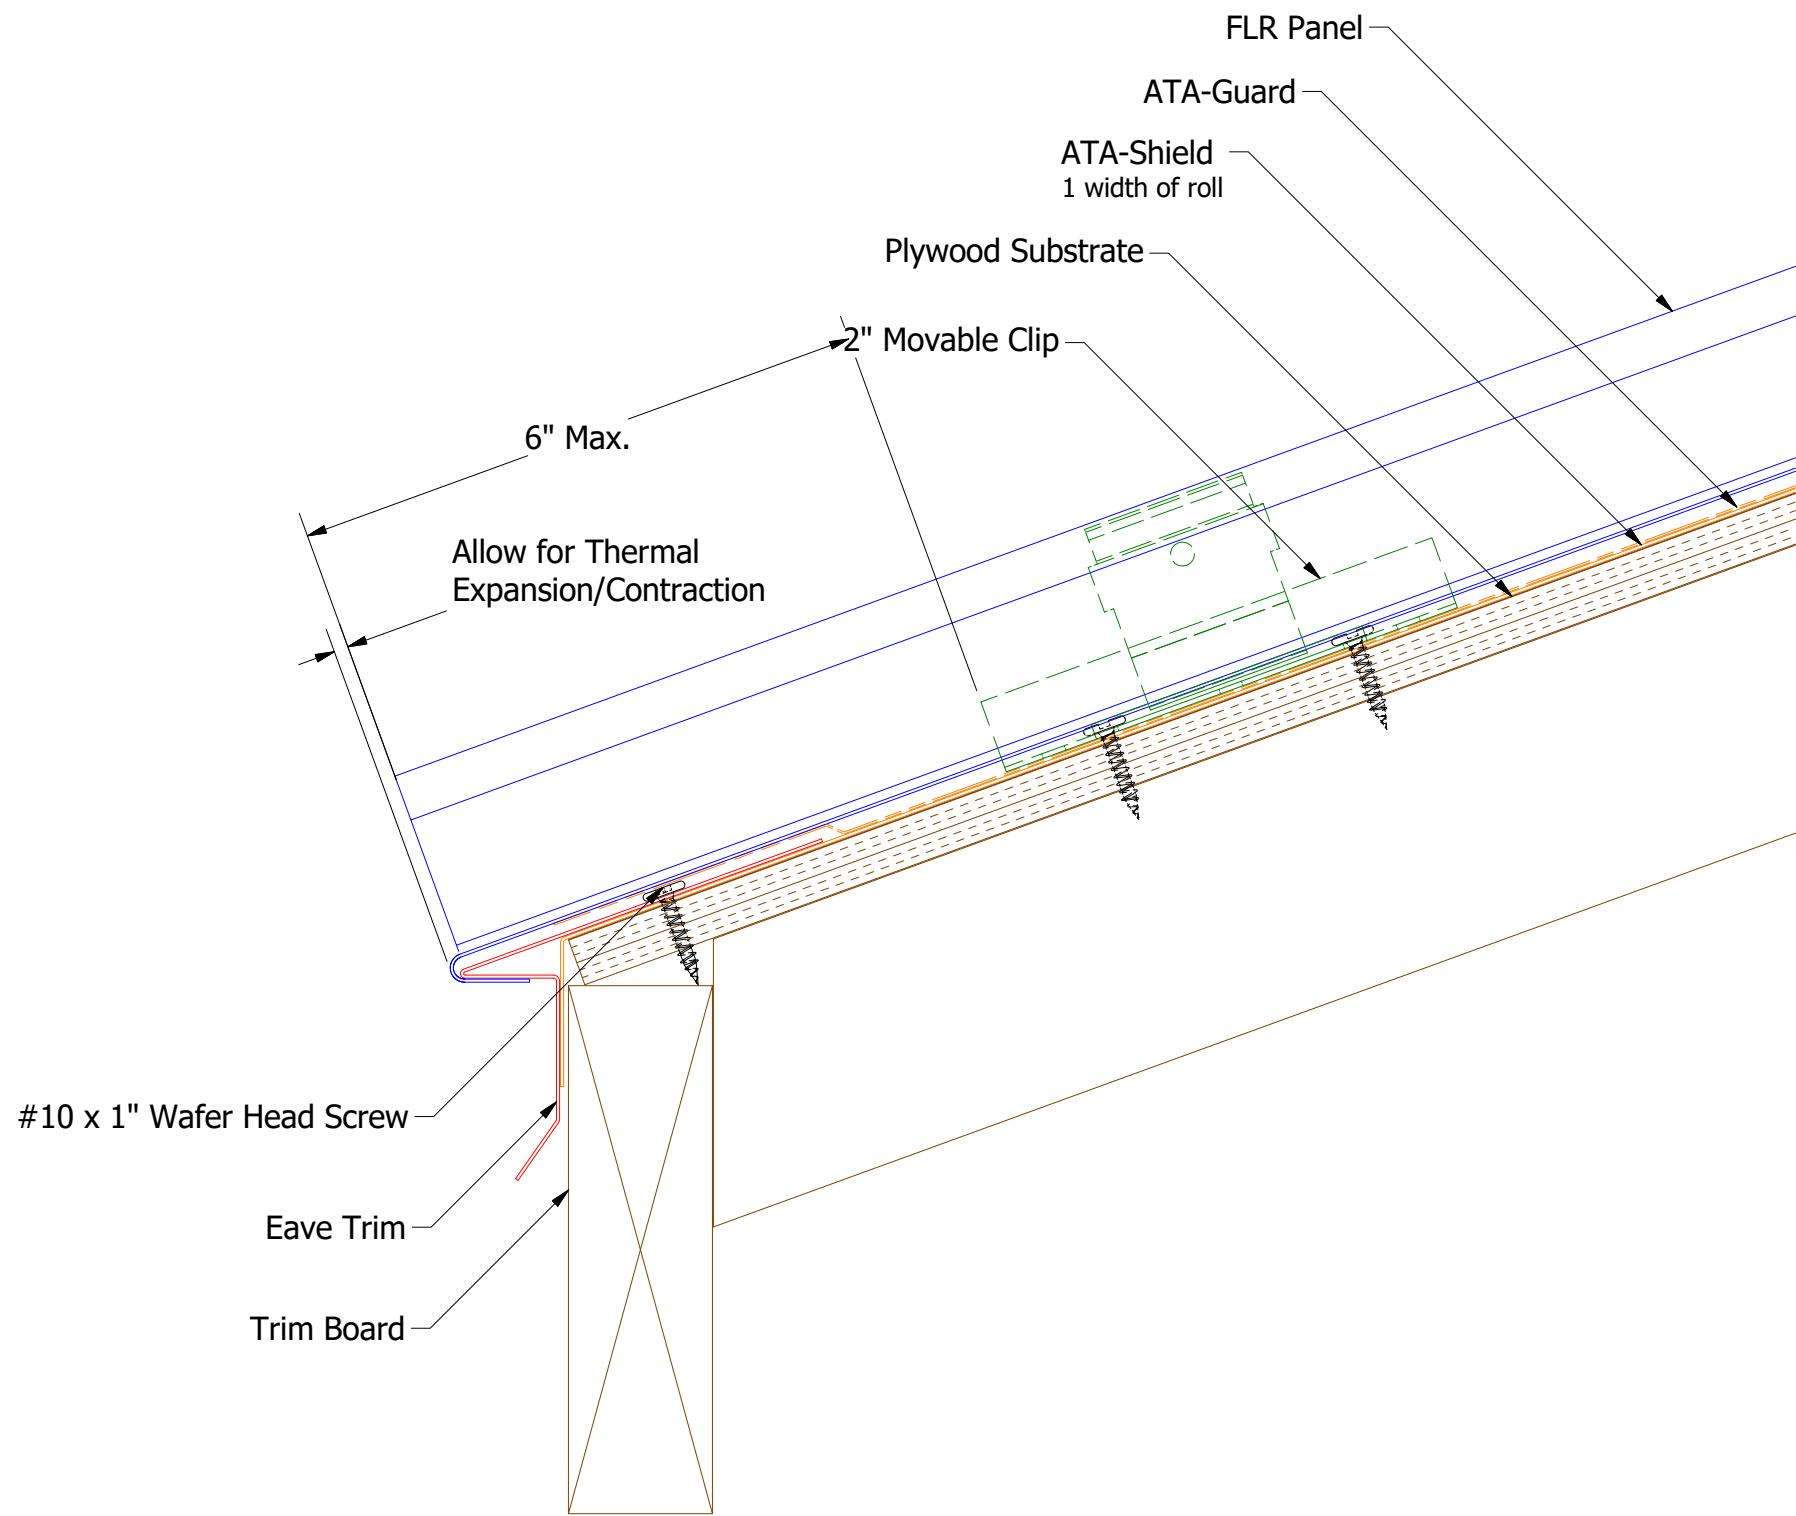 FLR Panel
ATA-Guard
ATA-Shield
1 width of roll
Plywood Substrate
2" Movable Clip
6" Max.
Allow for Thermal
Expansion/Contraction
#10 x 1" Wafer Head Screw
Eave Trim
Trim Board